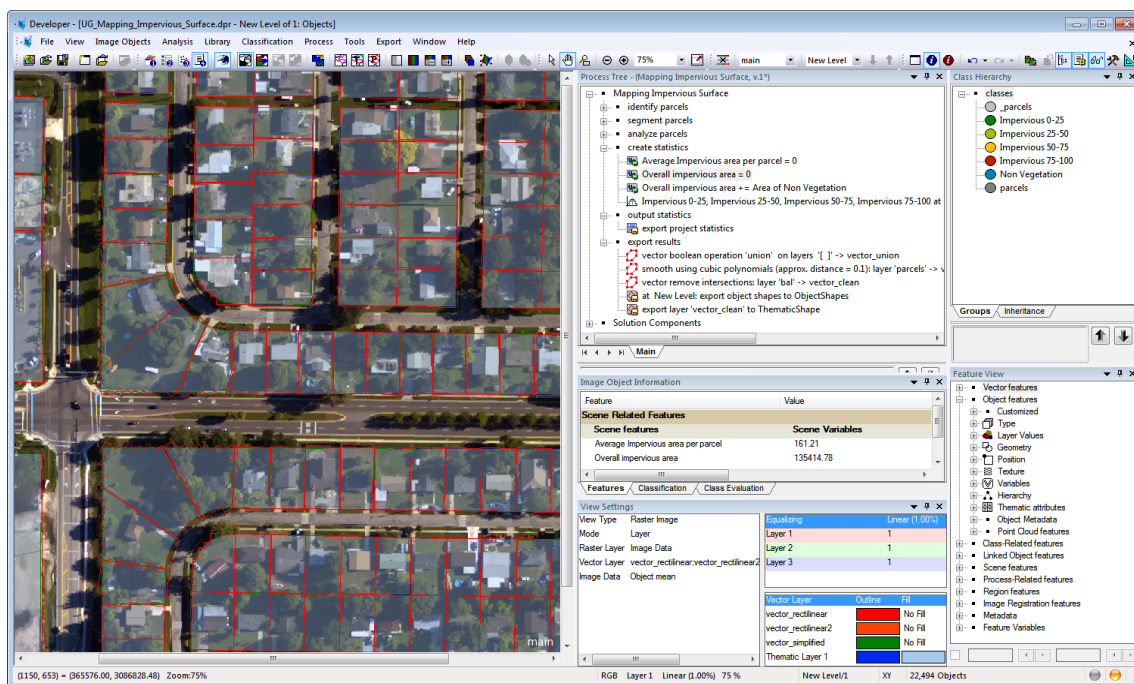 Developer - [UG_Mapping_Impervious_Surface.dpr - New Level of 1: Objects]
File View Image Objects Analysis Library Classification Process Tools Export Window Help
75% main New Level
Process Tree - (Mapping Impervious Surface, v.1*)
Mapping Impervious Surface
identify parcels
segment parcels
analyze parcels
create statistics
Average Impervious area per parcel = 0
Overall impervious area = 0
Overall impervious area += Area of Non Vegetation
Impervious 0-25, Impervious 25-50, Impervious 50-75, Impervious 75-100 at
output statistics
export project statistics
export results
vector boolean operation 'union' on layers '[ ]' -> vector_union
smooth using cubic polynomials (approx. distance = 0.1): layer 'parcels' -> v
vector remove intersections: layer 'bal' -> vector_clean
at New Level: export object shapes to ObjectShapes
export layer 'vector_clean' to ThematicShape
Solution Components
Main
Class Hierarchy
classes
_parcels
Impervious 0-25
Impervious 25-50
Impervious 50-75
Impervious 75-100
Non Vegetation
parcels
Groups Inheritance
Image Object Information
Feature Value
Scene Related Features
Scene features Scene Variables
Average Impervious area per parcel 161.21
Overall impervious area 135414.78
Features Classification Class Evaluation
Feature View
Vector features
Object features
Customized
Type
Layer Values
Geometry
Position
Texture
Variables
Hierarchy
Thematic attributes
Object Metadata
Point Cloud features
Class-Related features
Linked Object features
Scene features
Process-Related features
Region features
Image Registration features
Metadata
Feature Variables
View Settings
View Type Raster Image
Mode Layer
Raster Layer Image Data
Vector Layer vector_rectilinear;vector_rectilinear2
Image Data Object mean
Equalizing Linear (1.00%)
Layer 1 1
Layer 2 1
Layer 3 1
Vector Layer Outline Fill
vector_rectilinear No Fill
vector_rectilinear2 No Fill
vector_simplified No Fill
Thematic Layer 1
main
(1150, 653) = (365576.00, 3086828.48) Zoom:75%
RGB Layer 1 Linear (1.00%) 75 % New Level/1 XY 22,494 Objects